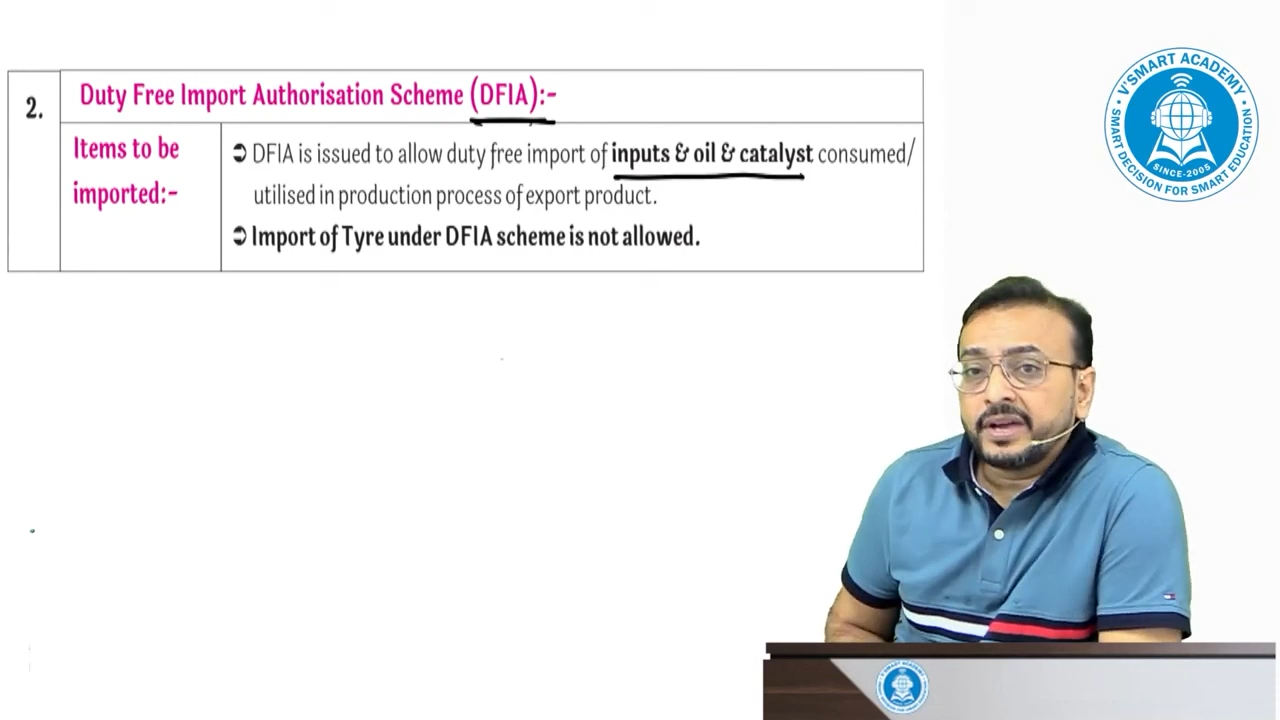 2.
Duty Free Import Authorisation Scheme (DFIA):-
Items to be
imported:-
➲ DFIA is issued to allow duty free import of inputs & oil & catalyst consumed/
utilised in production process of export product.
➲ Import of Tyre under DFIA scheme is not allowed.
V'SMART ACADEMY
SINCE-2005
SMART DECISION FOR SMART EDUCATION